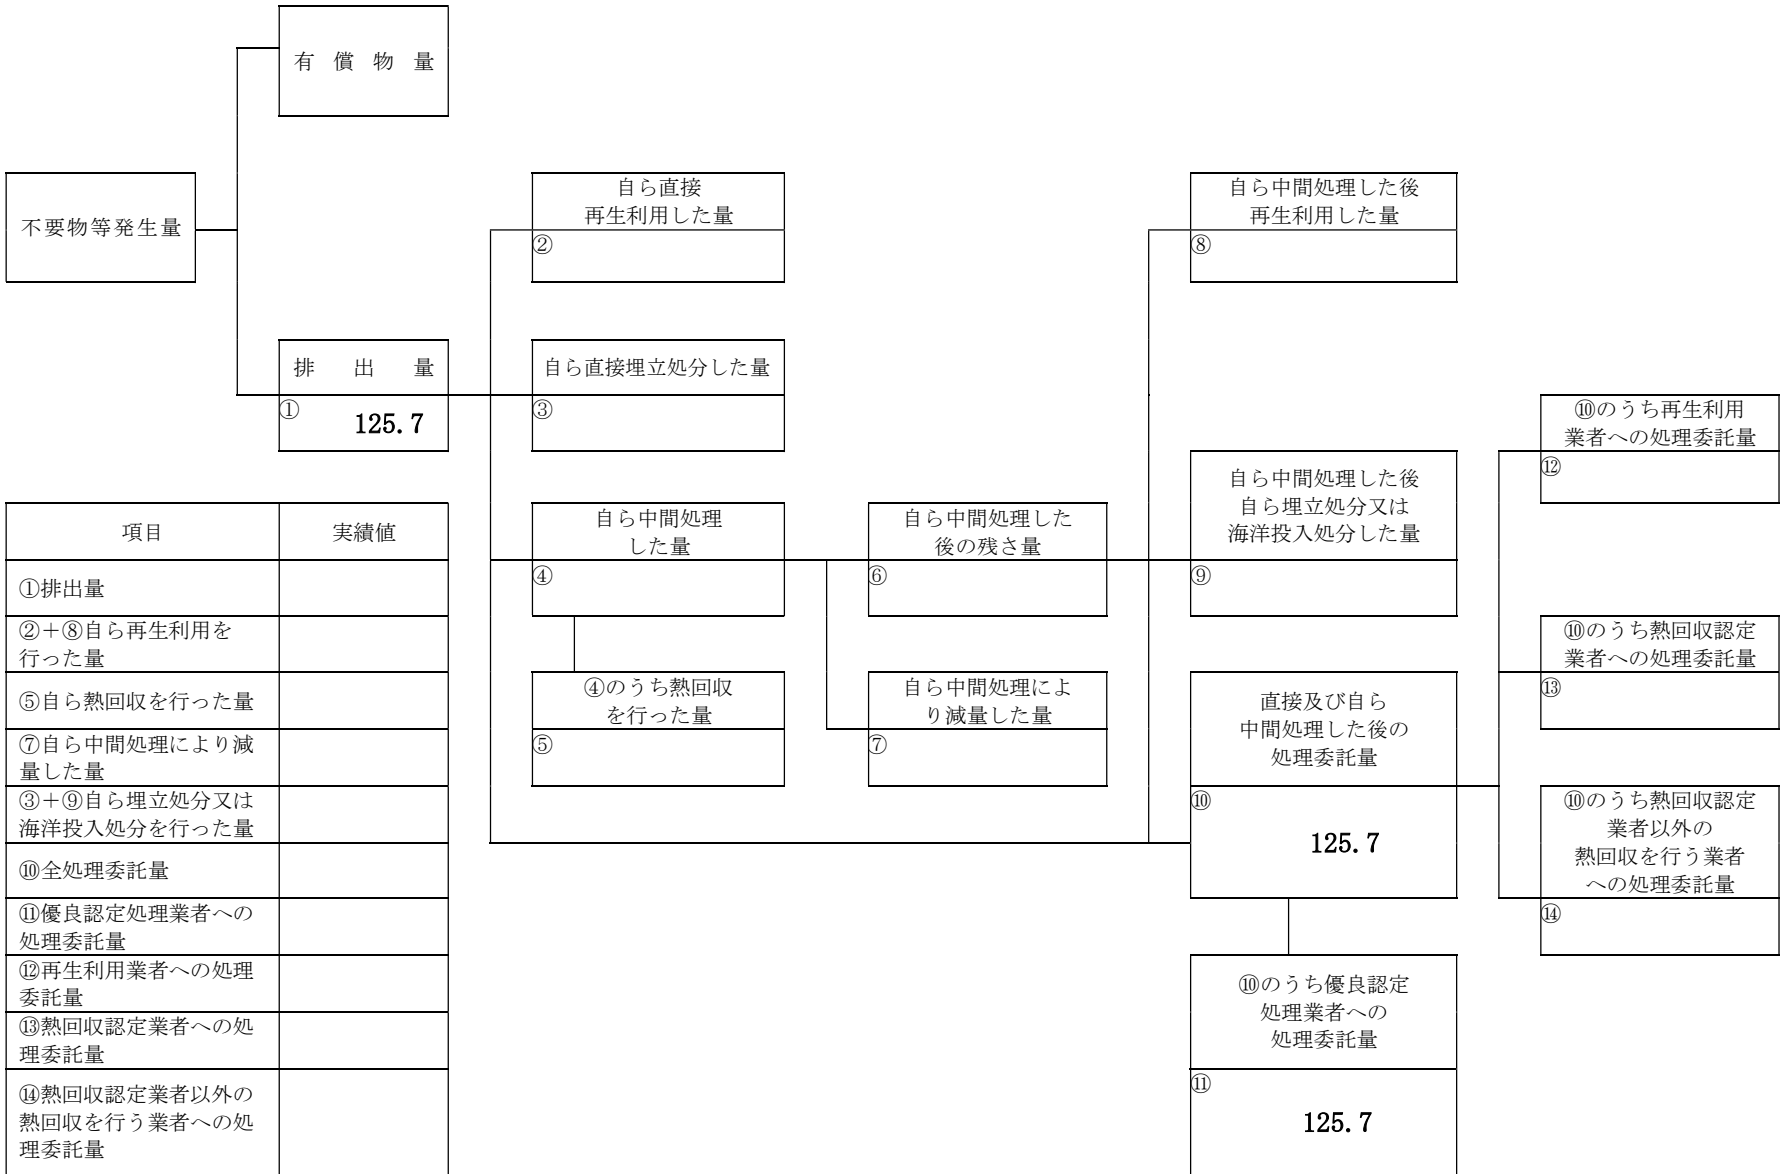 有償物量
不要物等発生量
自ら直接
再生利用した量
②
自ら中間処理した後
再生利用した量
⑧
排出量
①
125.7
自ら直接埋立処分した量
③
⑩のうち再生利用
業者への処理委託量
⑫
自ら中間処理した後
自ら埋立処分又は
海洋投入処分した量
⑨
自ら中間処理
した量
④
自ら中間処理した
後の残さ量
⑥
⑩のうち熱回収認定
業者への処理委託量
⑬
④のうち熱回収
を行った量
⑤
自ら中間処理によ
り減量した量
⑦
直接及び自ら
中間処理した後の
処理委託量
⑩
125.7
⑩のうち熱回収認定
業者以外の
熱回収を行う業者
への処理委託量
⑭
⑩のうち優良認定
処理業者への
処理委託量
⑪
125.7
項目 実績値
①排出量
②+⑧自ら再生利用を
行った量
⑤自ら熱回収を行った量
⑦自ら中間処理により減
量した量
③+⑨自ら埋立処分又は
海洋投入処分を行った量
⑩全処理委託量
⑪優良認定処理業者への
処理委託量
⑫再生利用業者への処理
委託量
⑬熱回収認定業者への処
理委託量
⑭熱回収認定業者以外の
熱回収を行う業者への処
理委託量